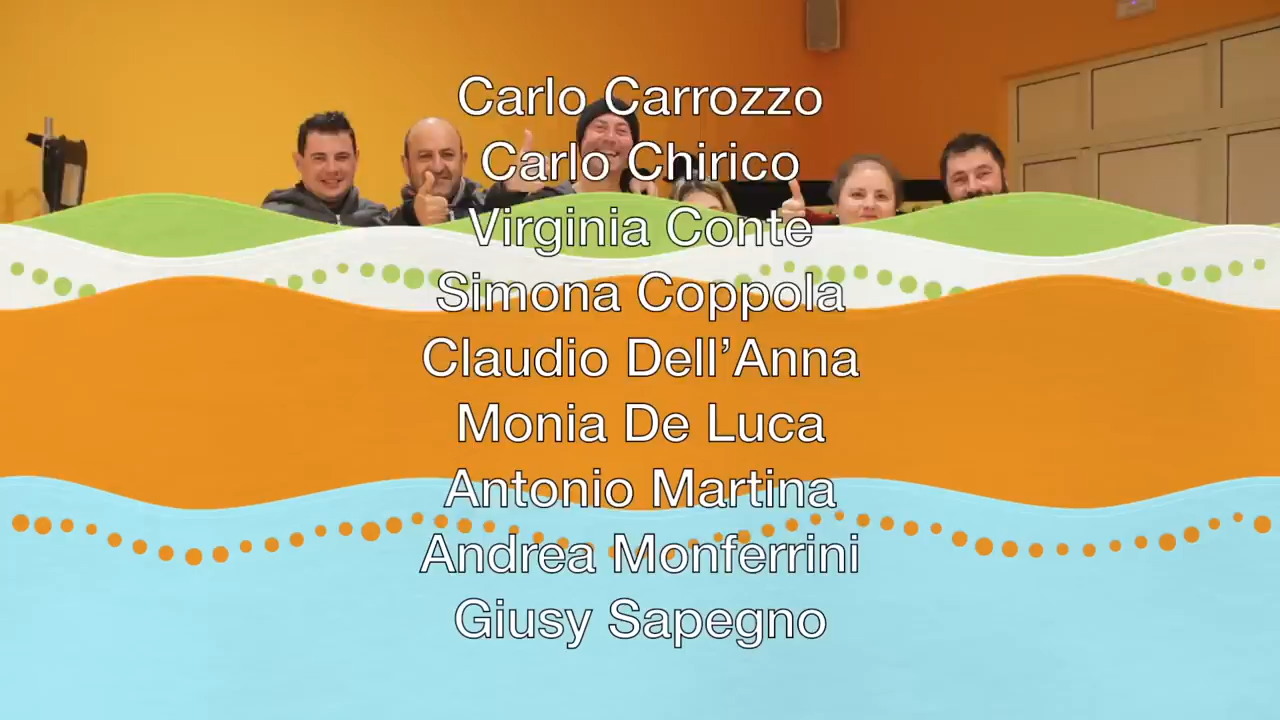 Carlo Carrozzo
Carlo Chirico
Virginia Conte
Simona Coppola
Claudio Dell’Anna
Monia De Luca
Antonio Martina
Andrea Monferrini
Giusy Sapegno